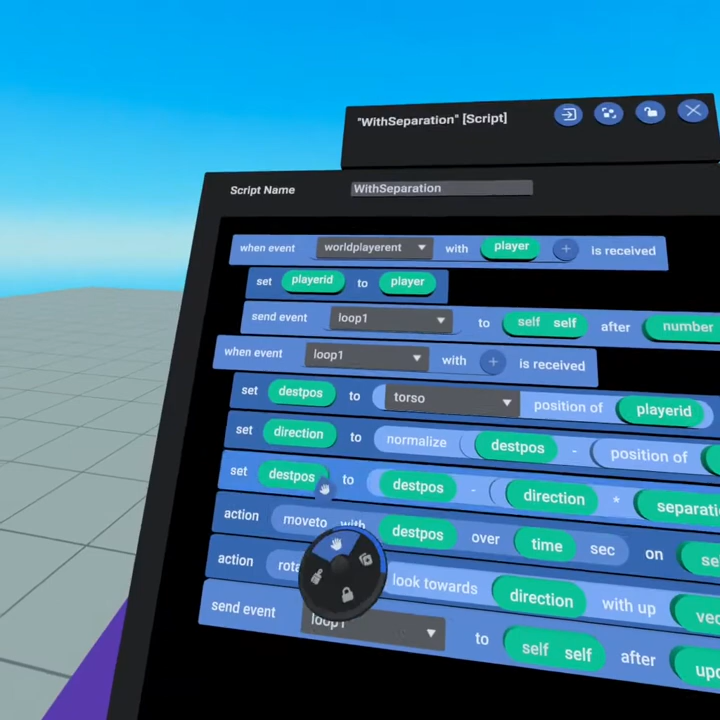 "WithSeparation" [Script]
Script Name WithSeparation
when event worldplayerent with player + is received
set playerid to player
send event loop1 to self self after number
when event loop1 with + is received
set destpos to torso position of playerid
set direction to normalize destpos - position of
set destpos to destpos - direction *
action moveto with destpos over time sec on
action look towards direction with up
send event loop1 to self self after